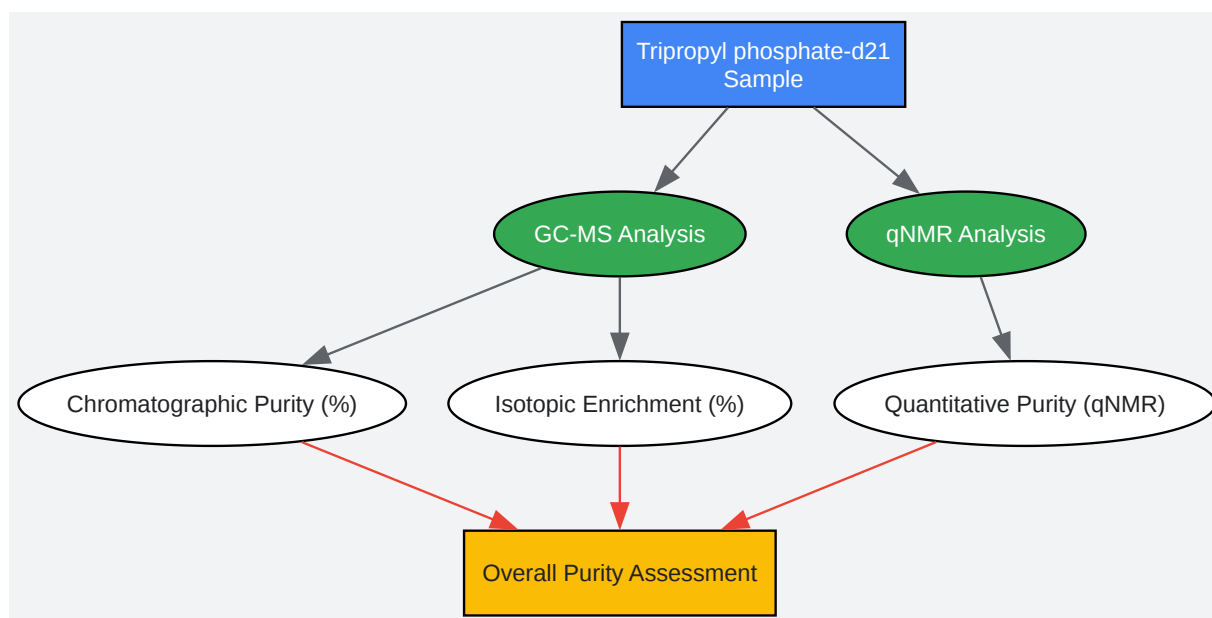 Tripropyl phosphate-d21
Sample
GC-MS Analysis
qNMR Analysis
Chromatographic Purity (%)
Isotopic Enrichment (%)
Quantitative Purity (qNMR)
Overall Purity Assessment